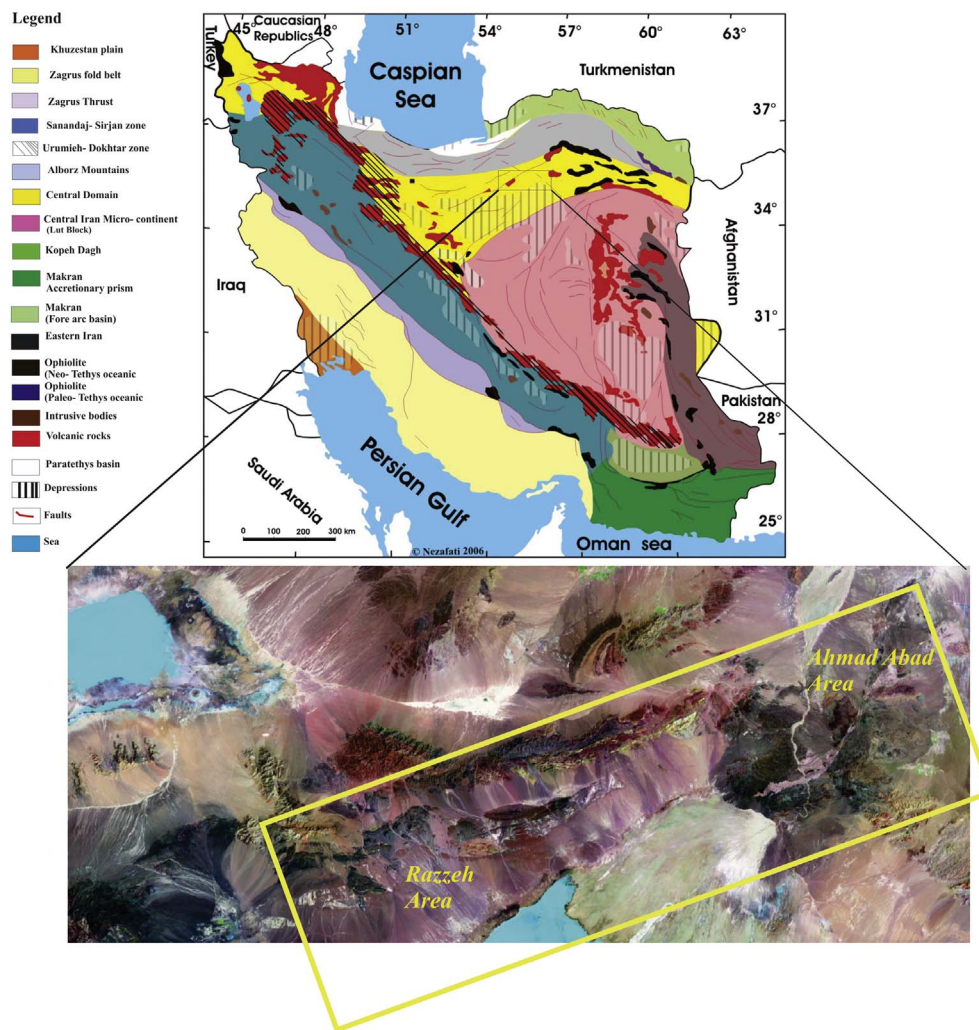 Legend
Khuzestan plain
Zagrus fold belt
Zagrus Thrust
Sanandaj- Sirjan zone
Urumieh- Dokhtar zone
Alborz Mountains
Central Domain
Central Iran Micro- continent
(Lut Block)
Kopeh Dagh
Makran
Accretionary prism
Makran
(Fore arc basin)
Eastern Iran
Ophiolite
(Neo- Tethys oceanic
Ophiolite
(Paleo- Tethys oceanic
Intrusive bodies
Volcanic rocks
Paratethys basin
Depressions
Faults
Sea
45° 48° 51° 54° 57° 60° 63°
Turkey
Caucasian
Republics
Caspian
Sea
Turkmenistan
37°
34°
Afghanistan
Iraq
31°
Pakistan
28°
Persian Gulf
Saudi Arabia
25°
0 100 200 300 km
© Nezafati 2006
Oman sea
Ahmad Abad
Area
Razzeh
Area